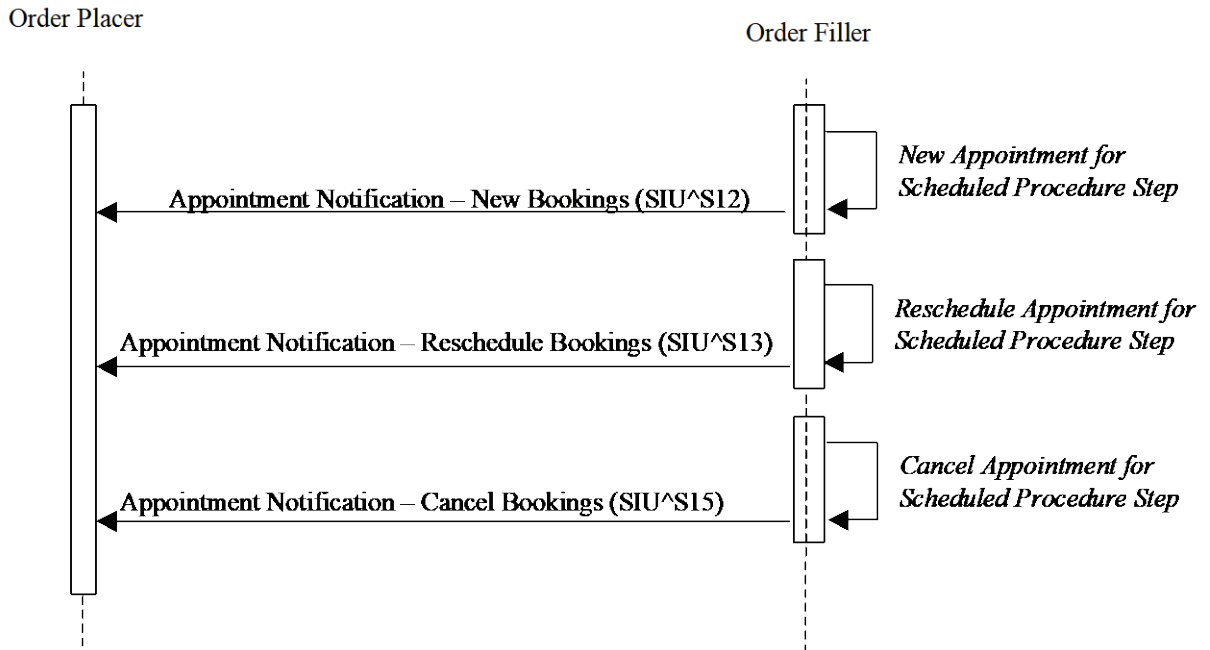 Order Placer
Order Filler
New Appointment for
Scheduled Procedure Step
Appointment Notification – New Bookings (SIU^S12)
Reschedule Appointment for
Scheduled Procedure Step
Appointment Notification – Reschedule Bookings (SIU^S13)
Cancel Appointment for
Scheduled Procedure Step
Appointment Notification – Cancel Bookings (SIU^S15)